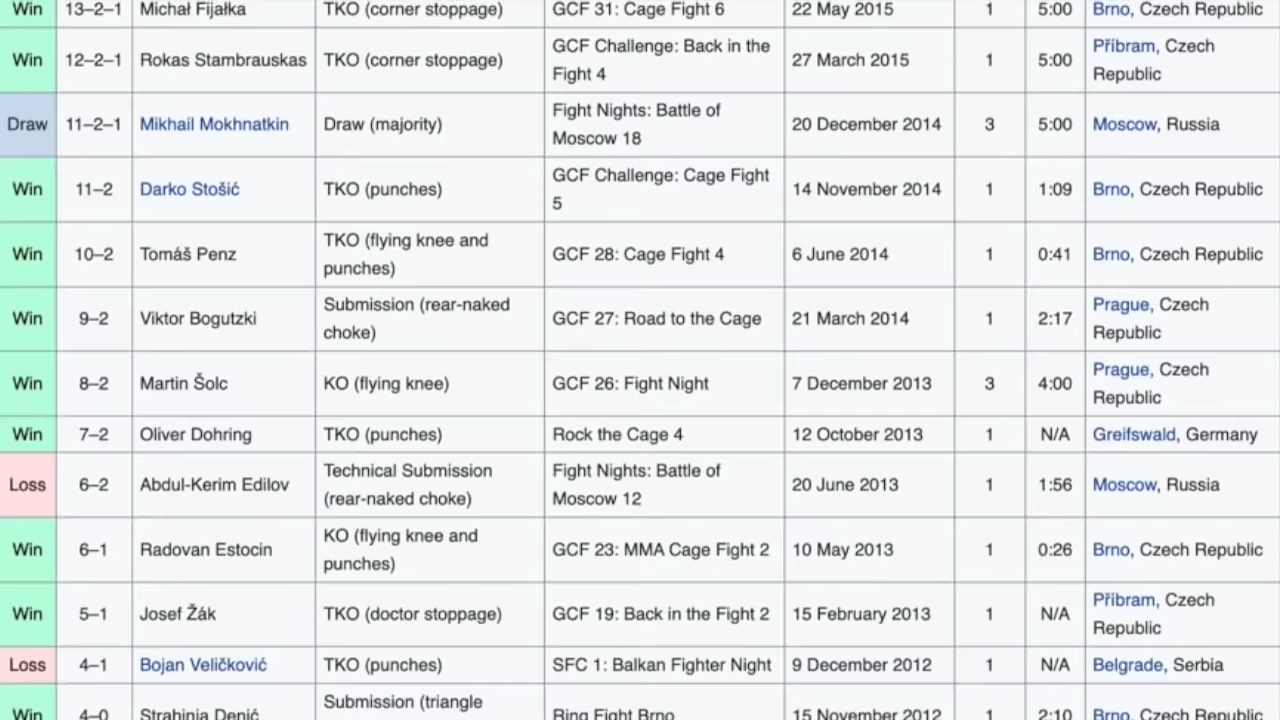 Win 13–2–1 Michał Fijałka TKO (corner stoppage) GCF 31: Cage Fight 6 22 May 2015 1 5:00 Brno, Czech Republic
Win 12–2–1 Rokas Stambrauskas TKO (corner stoppage) GCF Challenge: Back in the
Fight 4 27 March 2015 1 5:00 Příbram, Czech
Republic
Draw 11–2–1 Mikhail Mokhnatkin Draw (majority) Fight Nights: Battle of
Moscow 18 20 December 2014 3 5:00 Moscow, Russia
Win 11–2 Darko Stošić TKO (punches) GCF Challenge: Cage Fight
5 14 November 2014 1 1:09 Brno, Czech Republic
Win 10–2 Tomáš Penz TKO (flying knee and
punches) GCF 28: Cage Fight 4 6 June 2014 1 0:41 Brno, Czech Republic
Win 9–2 Viktor Bogutzki Submission (rear-naked
choke) GCF 27: Road to the Cage 21 March 2014 1 2:17 Prague, Czech
Republic
Win 8–2 Martin Šolc KO (flying knee) GCF 26: Fight Night 7 December 2013 3 4:00 Prague, Czech
Republic
Win 7–2 Oliver Dohring TKO (punches) Rock the Cage 4 12 October 2013 1 N/A Greifswald, Germany
Loss 6–2 Abdul-Kerim Edilov Technical Submission
(rear-naked choke) Fight Nights: Battle of
Moscow 12 20 June 2013 1 1:56 Moscow, Russia
Win 6–1 Radovan Estocin KO (flying knee and
punches) GCF 23: MMA Cage Fight 2 10 May 2013 1 0:26 Brno, Czech Republic
Win 5–1 Josef Žák TKO (doctor stoppage) GCF 19: Back in the Fight 2 15 February 2013 1 N/A Příbram, Czech
Republic
Loss 4–1 Bojan Veličković TKO (punches) SFC 1: Balkan Fighter Night 9 December 2012 1 N/A Belgrade, Serbia
Win 4–0 Strahinja Denić Submission (triangle
Ring Fight Brno 15 November 2012 1 2:10 Brno, Czech Republic